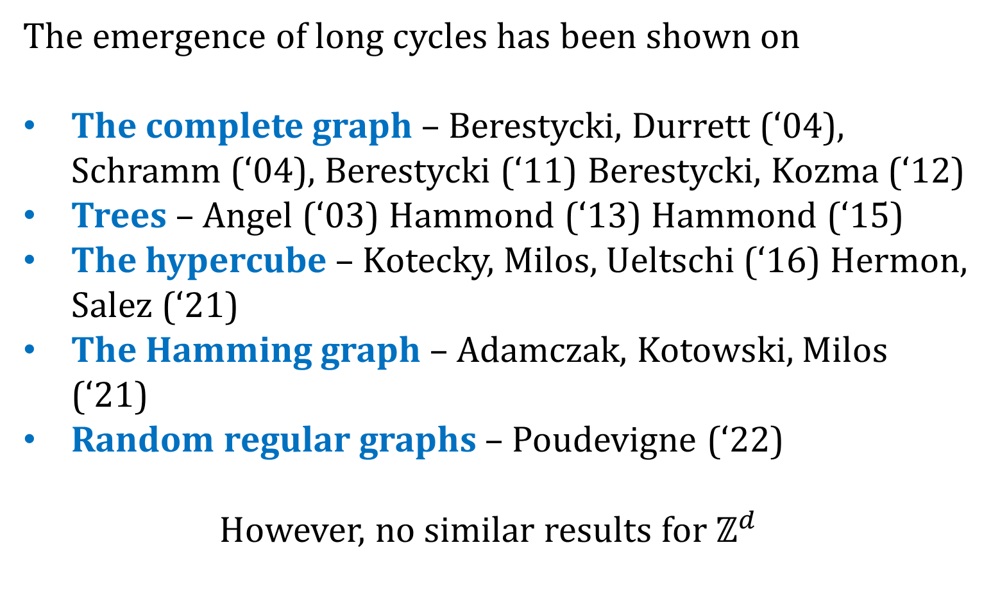 The emergence of long cycles has been shown on
• The complete graph – Berestycki, Durrett (‘04),
Schramm (‘04), Berestycki (‘11) Berestycki, Kozma (‘12)
• Trees – Angel (‘03) Hammond (‘13) Hammond (‘15)
• The hypercube – Kotecky, Milos, Ueltschi (‘16) Hermon,
Salez (‘21)
• The Hamming graph – Adamczak, Kotowski, Milos
(‘21)
• Random regular graphs – Poudevigne (‘22)
However, no similar results for ℤ^𝑑